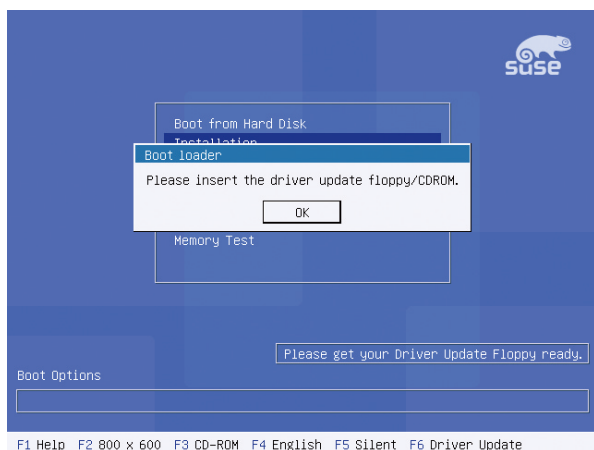 suse
Boot from Hard Disk
Installation
Boot loader
Please insert the driver update floppy/CDROM.
OK
Memory Test
Please get your Driver Update Floppy ready.
Boot Options
F1 Help F2 800 x 600 F3 CD-ROM F4 English F5 Silent F6 Driver Update